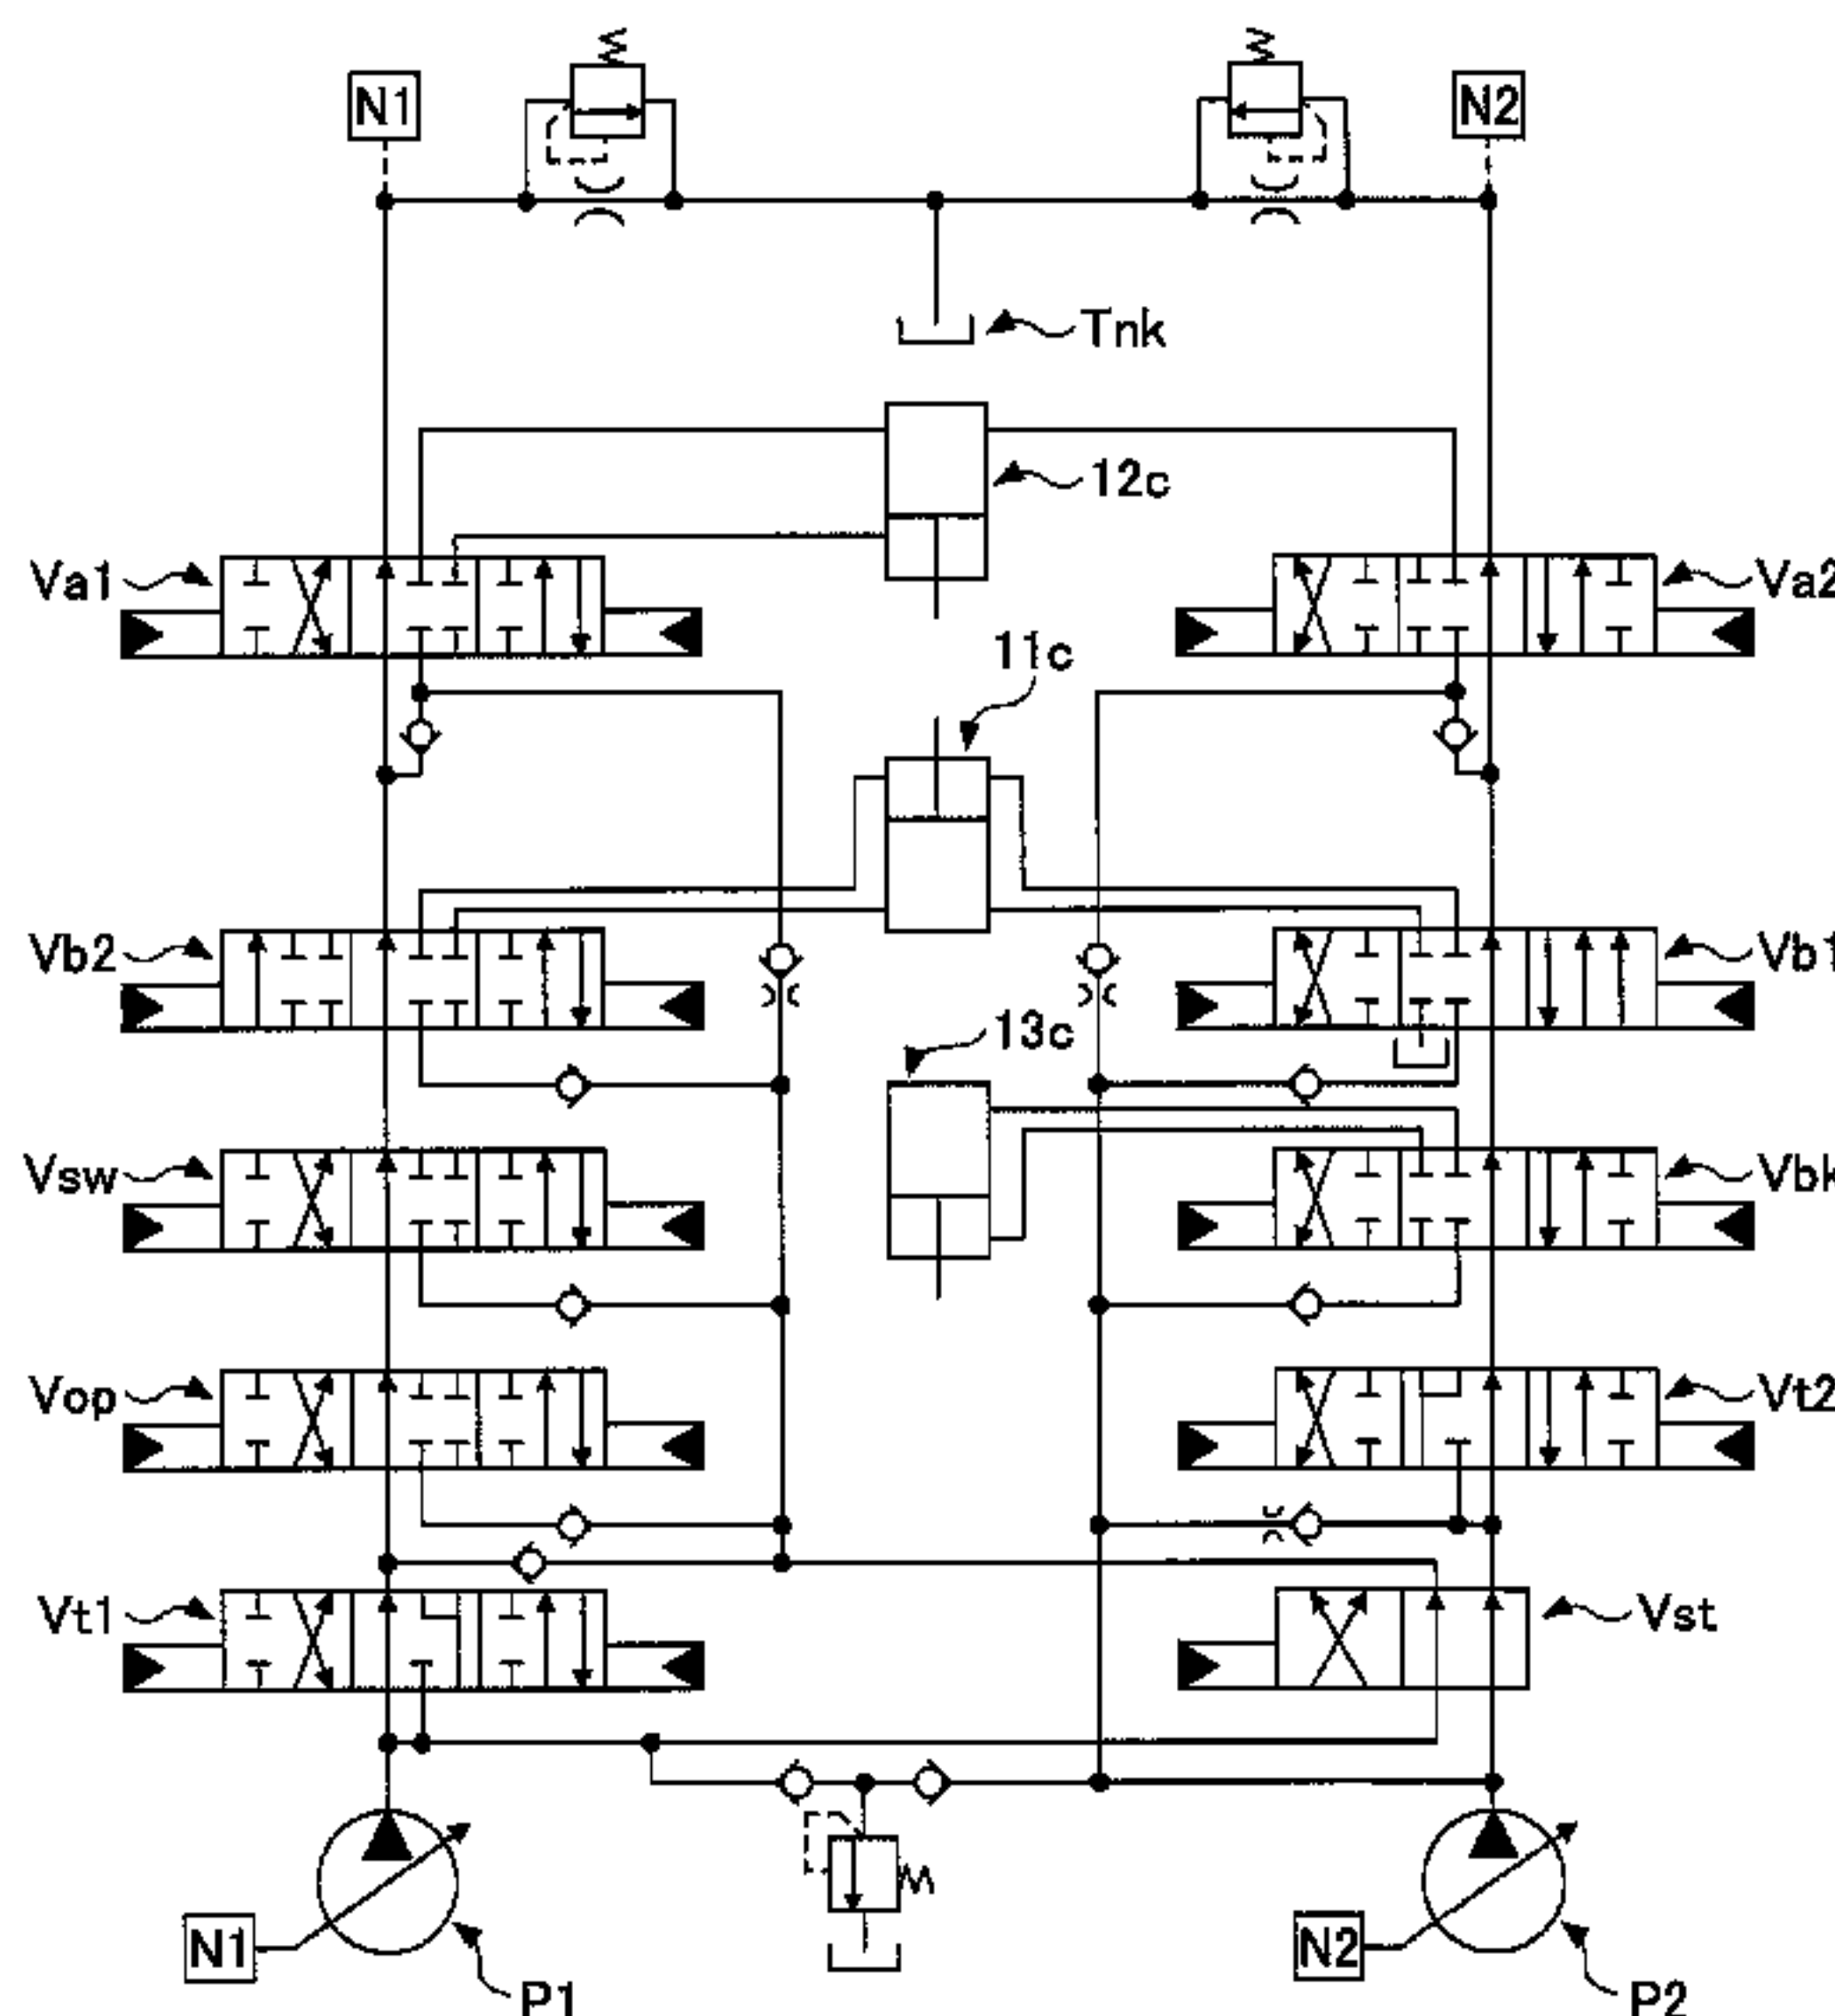 N1
N2
Tnk
12c
Va1
Va2
11c
Vb2
Vb1
13c
Vsw
Vbk
Vop
Vt2
Vt1
Vst
N1
P1
N2
P2